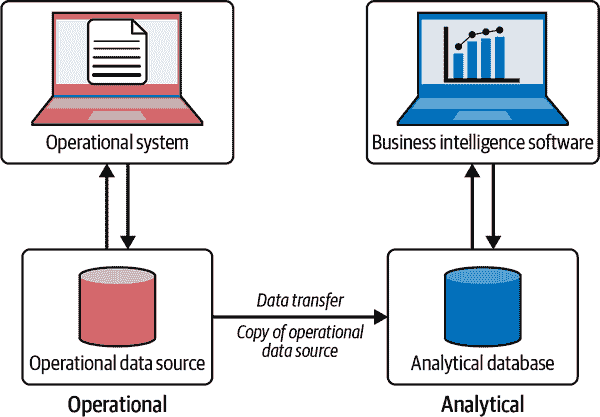 Operational system
Business intelligence software
Data transfer
Copy of operational
data source
Operational data source
Analytical database
Operational
Analytical